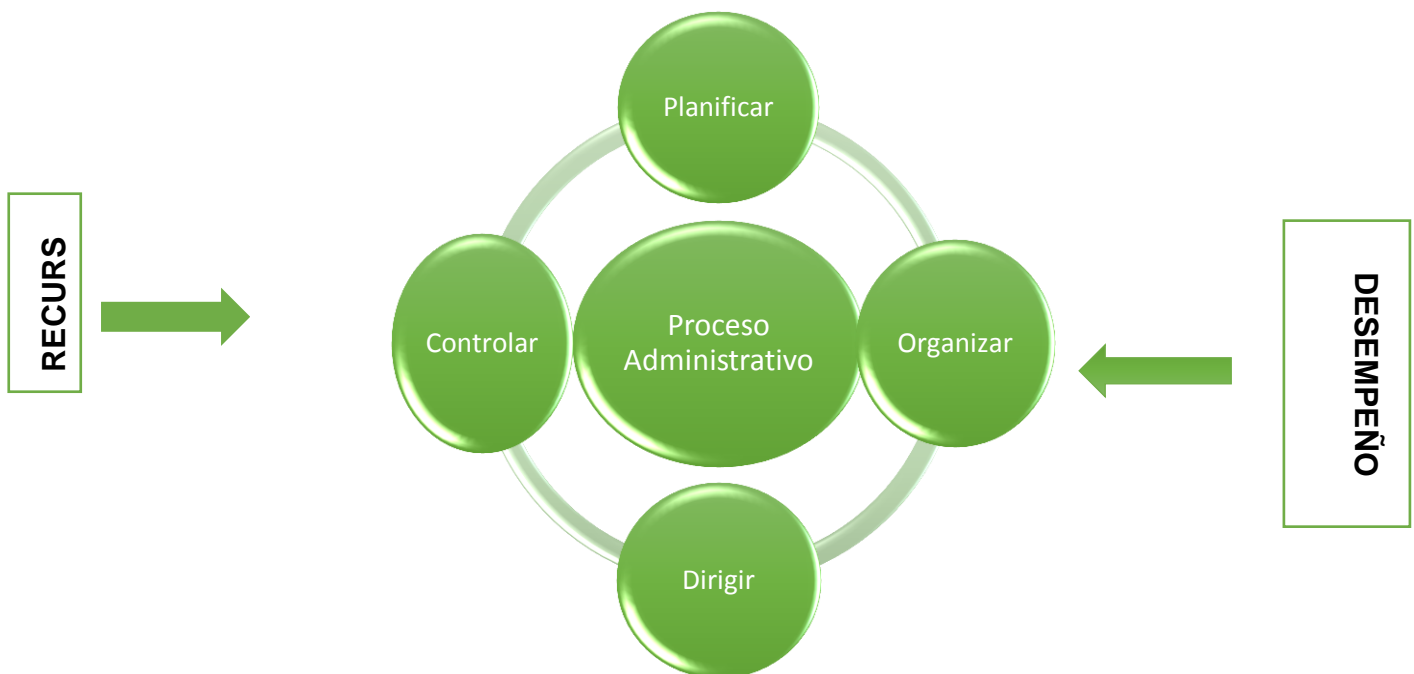 Planificar
RECURS
Controlar
Proceso
Administrativo
Organizar
DESEMPEÑO
Dirigir